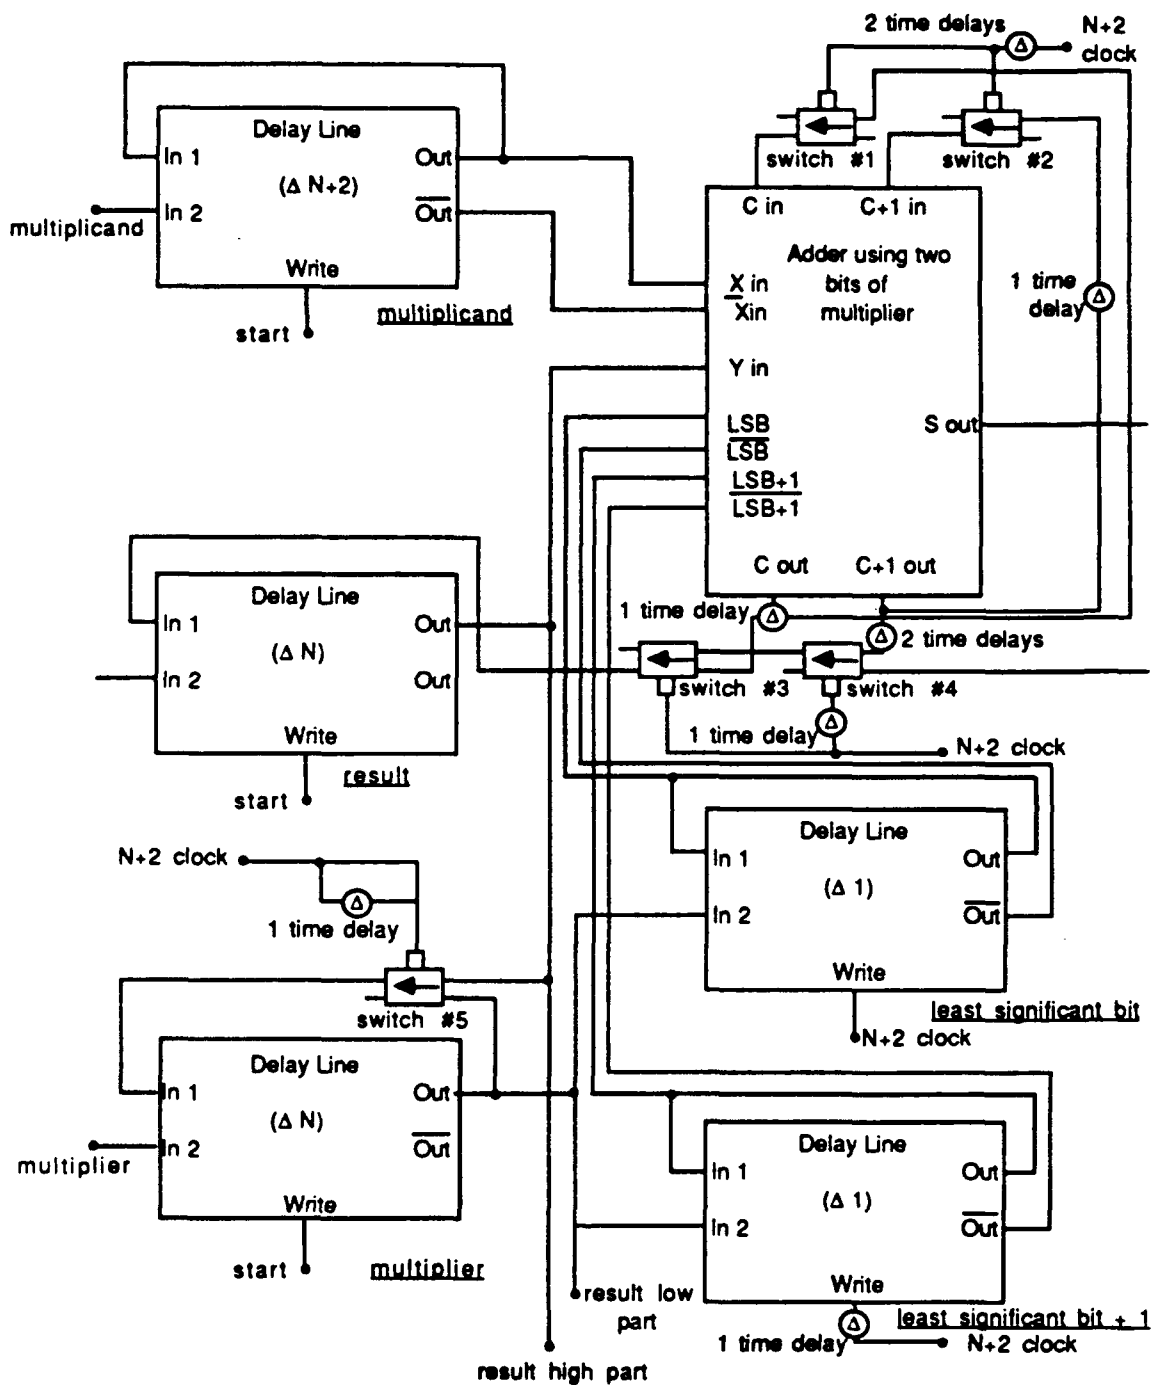 2 time delays
Δ
N+2
clock
switch #1
switch #2
Delay Line
In 1
Out
(Δ N+2)
In 2
Out
multiplicand
Write
multiplicand
start
C in
C+1 in
Adder using two
bits of
multiplier
X in
Xin
Y in
LSB
LSB
LSB+1
LSB+1
S out
C out
C+1 out
1 time
delay
Δ
1 time delay
Δ
Δ
2 time delays
Delay Line
In 1
Out
(Δ N)
In 2
Out
Write
result
start
switch #3
switch #4
1 time delay
Δ
N+2 clock
N+2 clock
Δ
1 time delay
switch #5
Delay Line
In 1
Out
(Δ 1)
In 2
Out
Write
least significant bit
N+2 clock
Delay Line
In 1
Out
(Δ N)
In 2
Out
multiplier
Write
start
multiplier
Delay Line
In 1
Out
(Δ 1)
In 2
Out
Write
least significant bit + 1
Δ
1 time delay
N+2 clock
result low
part
result high part